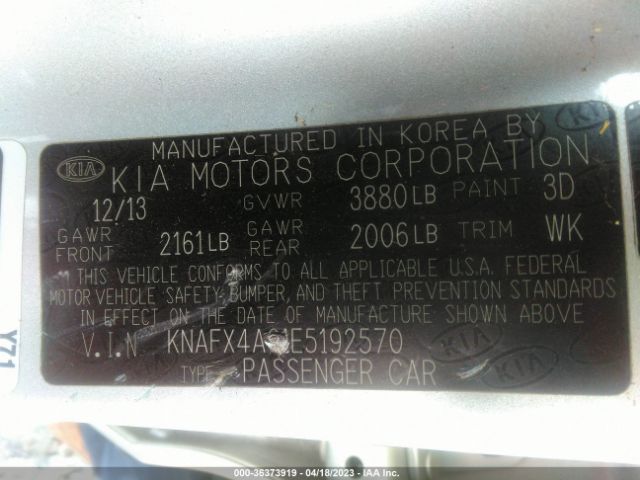 MANUFACTURED IN KOREA BY
KIA KIA MOTORS CORPORATION
12/13 GVWR 3880 LB PAINT 3D
GAWR FRONT 2161 LB GAWR REAR 2006 LB TRIM WK
THIS VEHICLE CONFORMS TO ALL APPLICABLE U.S.A. FEDERAL
MOTOR VEHICLE SAFETY, BUMPER, AND THEFT PREVENTION STANDARDS
IN EFFECT ON THE DATE OF MANUFACTURE SHOWN ABOVE
V.I.N.
TYPE PASSENGER CAR
Y71
000-36373919 - 04/18/2023 - IAA Inc.